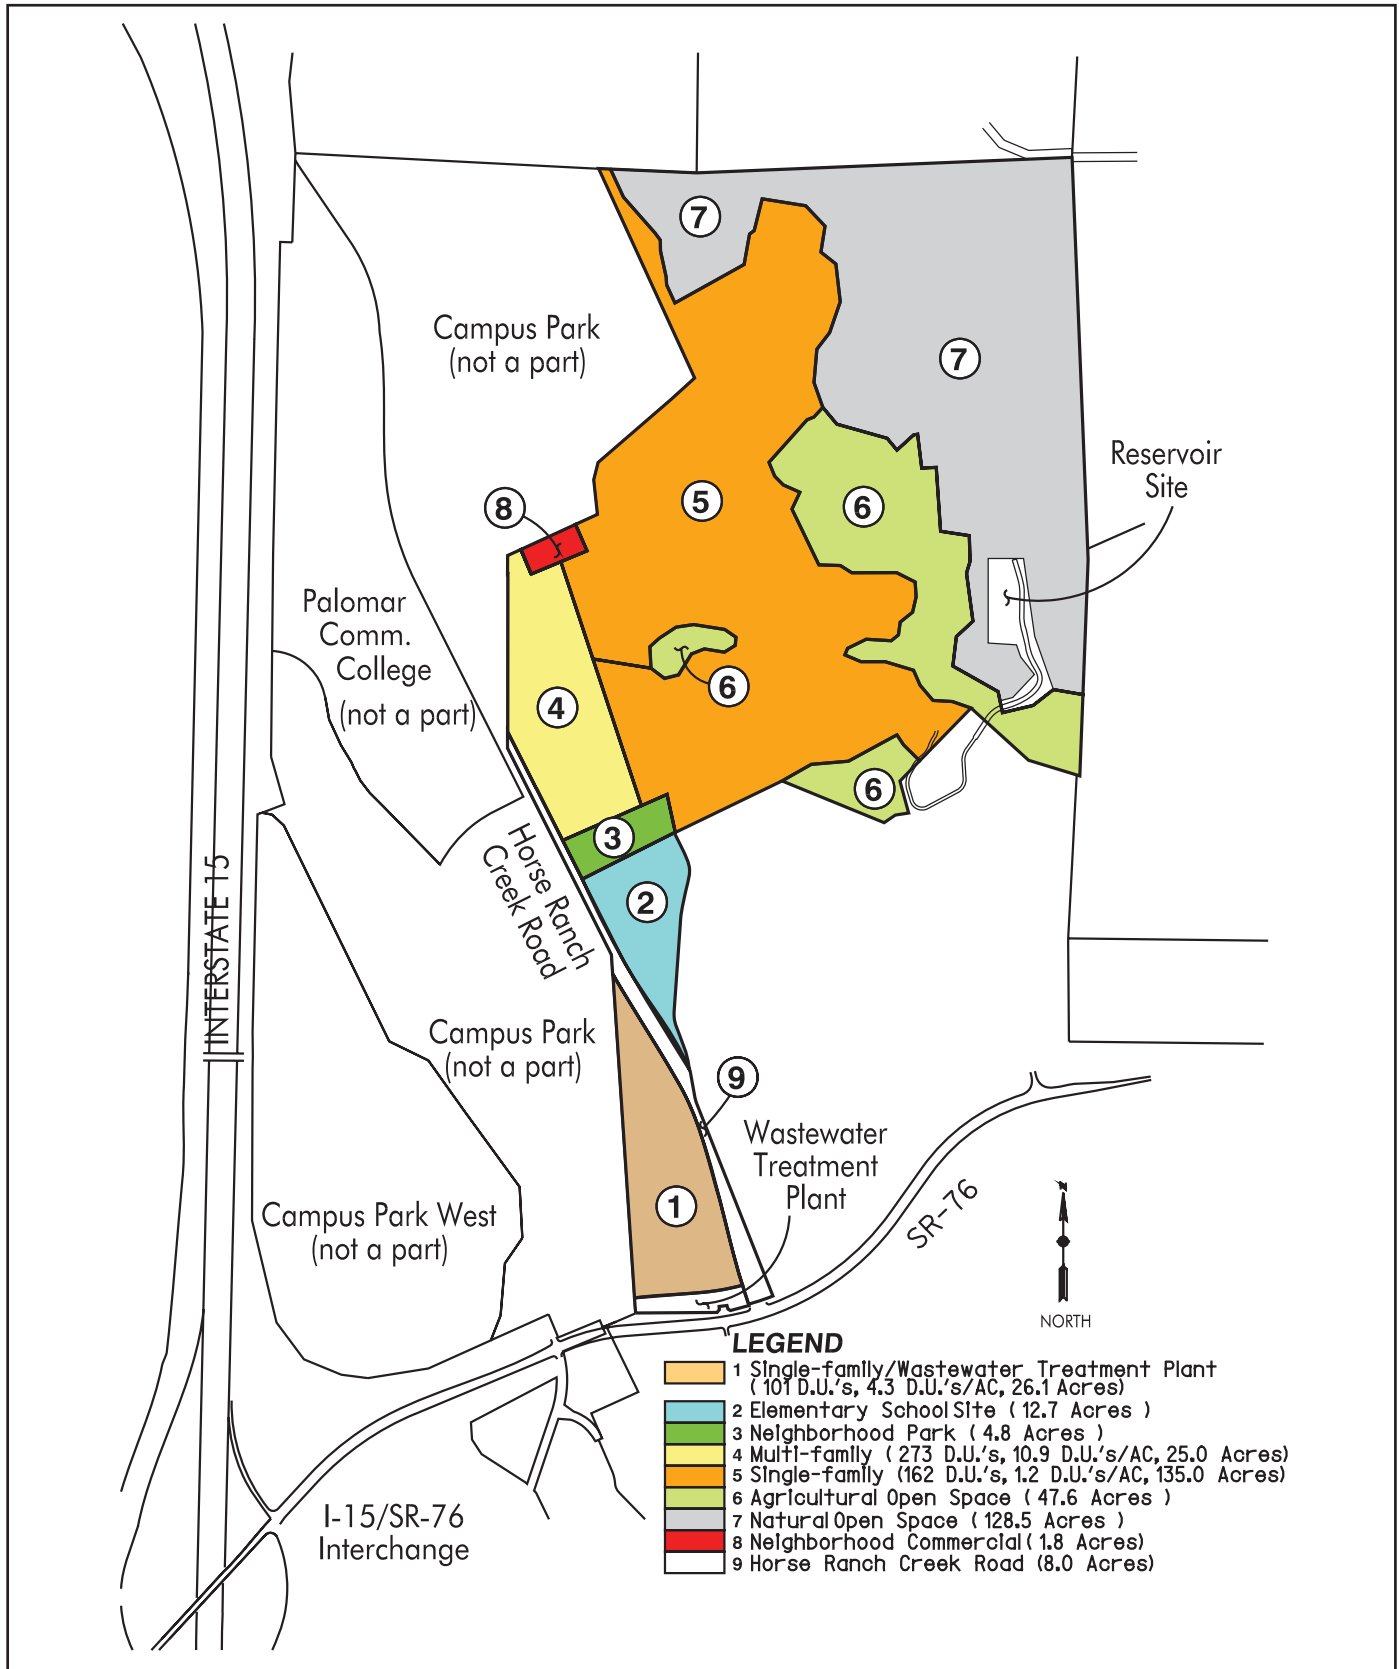 7
Campus Park
(not a part)
7
Reservoir
Site
8
5
6
Palomar
Comm.
College
(not a part)
6
4
6
3
Horse Ranch
Creek Road
2
INTERSTATE 15
Campus Park
(not a part)
9
Wastewater
Treatment
Plant
1
Campus Park West
(not a part)
SR-76
N
NORTH
LEGEND
1 Single-family/Wastewater Treatment Plant
( 101 D.U.'s, 4.3 D.U.'s/AC, 26.1 Acres)
2 Elementary School Site ( 12.7 Acres )
3 Neighborhood Park ( 4.8 Acres )
4 Multi-family ( 273 D.U.'s, 10.9 D.U.'s/AC, 25.0 Acres)
5 Single-family (162 D.U.'s, 1.2 D.U.'s/AC, 135.0 Acres)
6 Agricultural Open Space ( 47.6 Acres )
7 Natural Open Space ( 128.5 Acres )
8 Neighborhood Commercial ( 1.8 Acres)
9 Horse Ranch Creek Road (8.0 Acres)
I-15/SR-76
Interchange